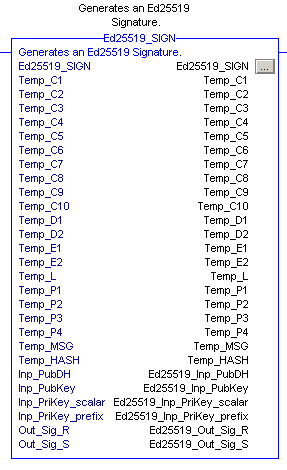 Generates an Ed25519
Signature.
Ed25519_SIGN
Generates an Ed25519 Signature.
Ed25519_SIGN Ed25519_SIGN ...
Temp_C1 Temp_C1
Temp_C2 Temp_C2
Temp_C3 Temp_C3
Temp_C4 Temp_C4
Temp_C5 Temp_C5
Temp_C6 Temp_C6
Temp_C7 Temp_C7
Temp_C8 Temp_C8
Temp_C9 Temp_C9
Temp_C10 Temp_C10
Temp_D1 Temp_D1
Temp_D2 Temp_D2
Temp_E1 Temp_E1
Temp_E2 Temp_E2
Temp_L Temp_L
Temp_P1 Temp_P1
Temp_P2 Temp_P2
Temp_P3 Temp_P3
Temp_P4 Temp_P4
Temp_MSG Temp_MSG
Temp_HASH Temp_HASH
Inp_PubDH Ed25519_Inp_PubDH
Inp_PubKey Ed25519_Inp_PubKey
Inp_PriKey_scalar Ed25519_Inp_PriKey_scalar
Inp_PriKey_prefix Ed25519_Inp_PriKey_prefix
Out_Sig_R Ed25519_Out_Sig_R
Out_Sig_S Ed25519_Out_Sig_S